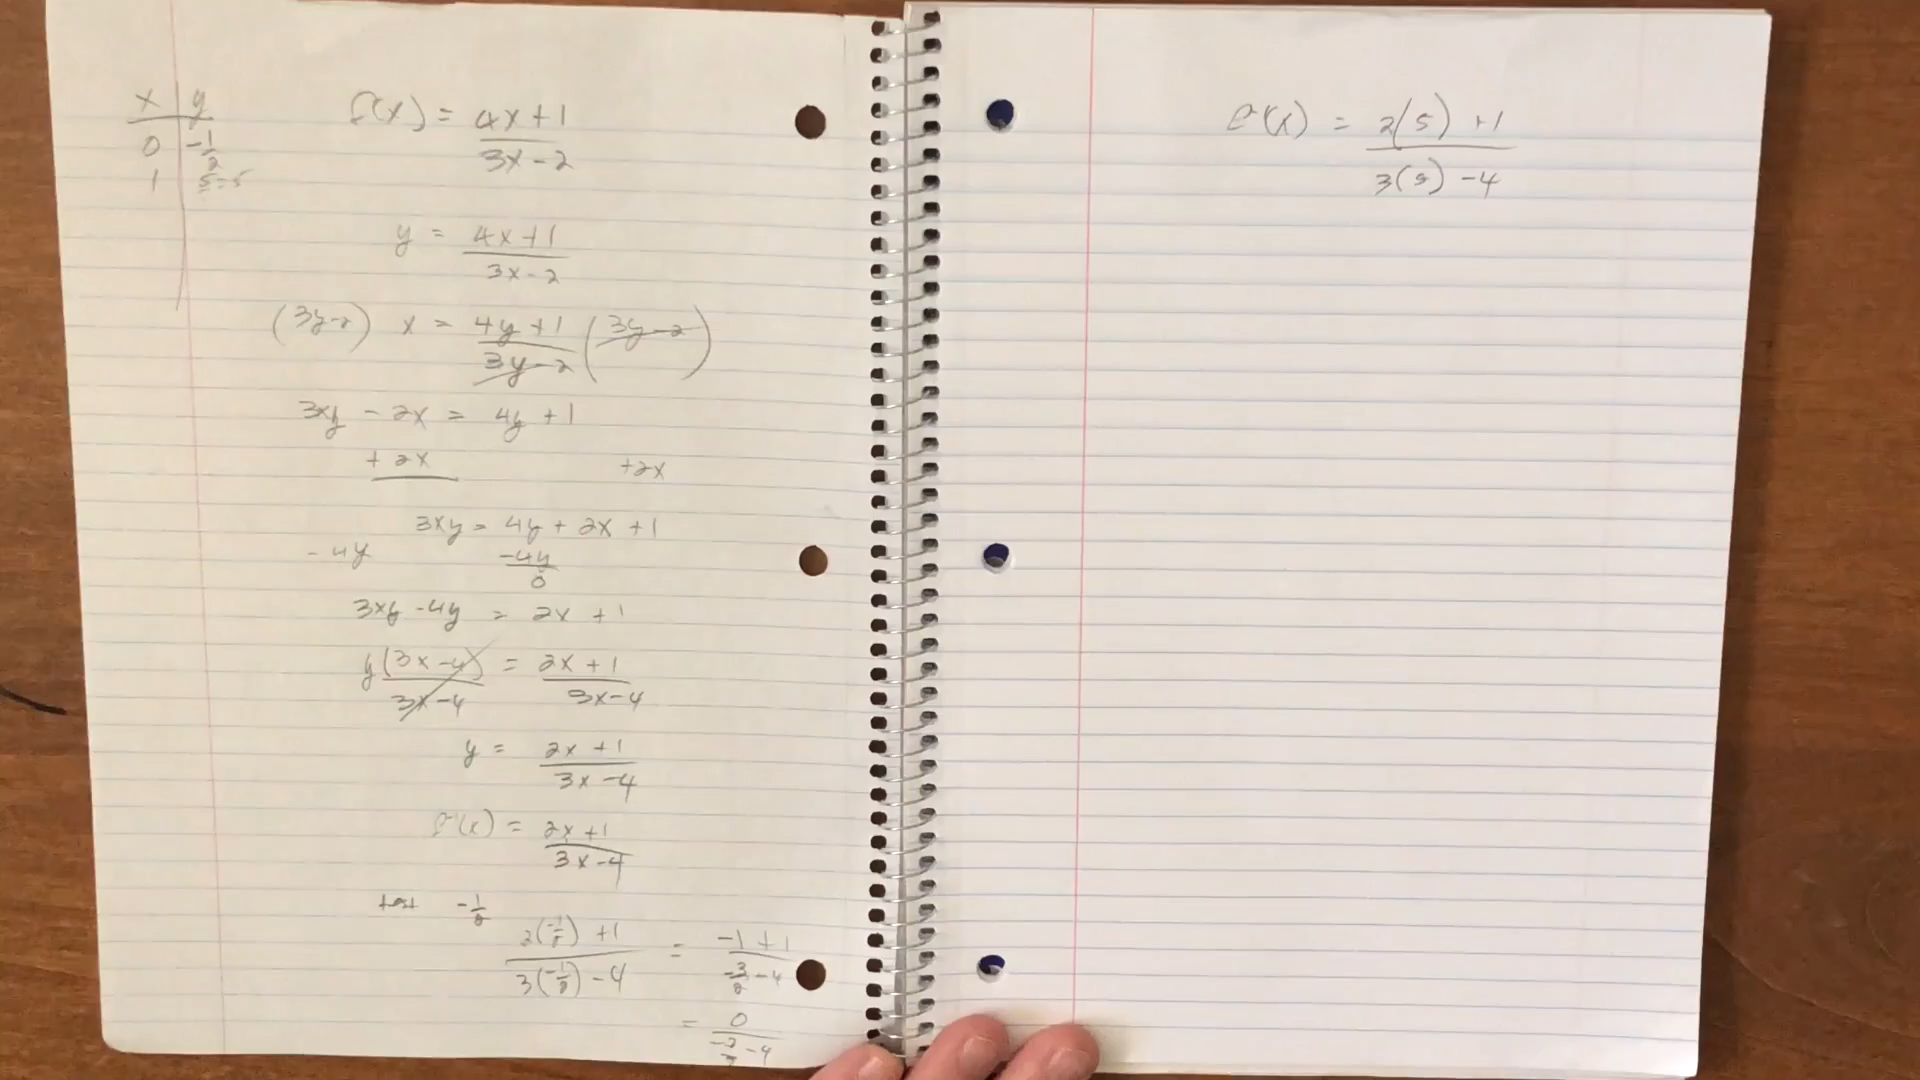 x | y
0 | -1/2
1 | 5 = 5
f(x) = (4x+1)/(3x-2)
y = (4x+1)/(3x-2)
(3y-2) x = (4y+1)/(3y-2) (3y-2)
3xy - 2x = 4y + 1
+ 2x +2x
3xy = 4y + 2x + 1
- 4y -4y
0
3xy - 4y = 2x + 1
y(3x-4)/(3x-4) = (2x+1)/(3x-4)
y = (2x+1)/(3x-4)
f⁻¹(x) = (2x+1)/(3x-4)
test -1/2
(2(-1/2) +1)/(3(-1/2) -4) = (-1+1)/(-3/2 -4)
= 0/(-3/2 -4)
f⁻¹(x) = (2(5) +1)/(3(5) -4)